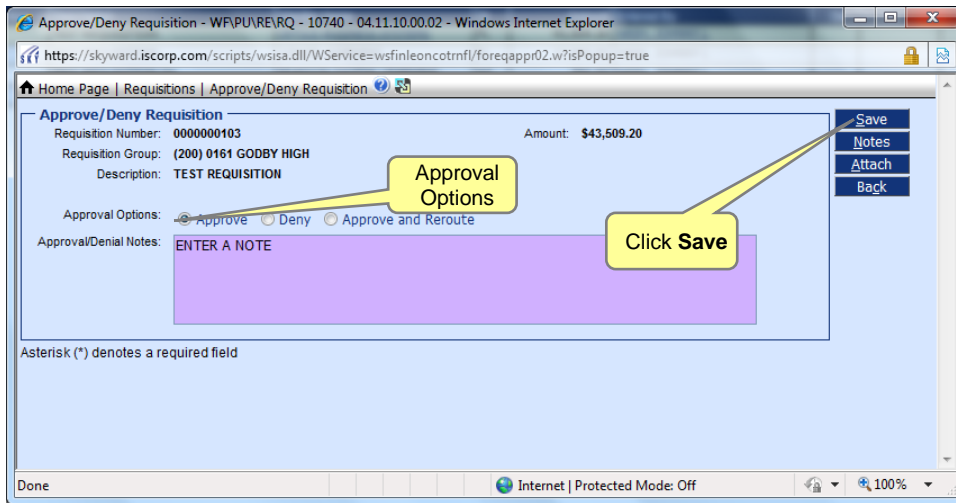 Approve/Deny Requisition - WF\PU\RE\RQ - 10740 - 04.11.10.00.02 - Windows Internet Explorer
https://skyward.iscorp.com/scripts/wsisa.dll/WService=wsfinleoncotrnfl/foreqappr02.w?isPopup=true
Home Page | Requisitions | Approve/Deny Requisition
Approve/Deny Requisition
Requisition Number: 0000000103 Amount: $43,509.20
Requisition Group: (200) 0161 GODBY HIGH
Description: TEST REQUISITION
Approval Options: Approve Deny Approve and Reroute
Approval/Denial Notes: ENTER A NOTE
Asterisk (*) denotes a required field
Save
Notes
Attach
Back
Approval
Options
Click Save
Done Internet | Protected Mode: Off 100%